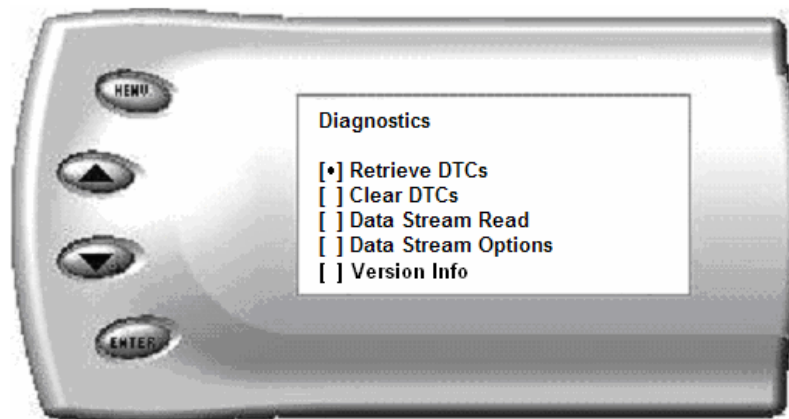 MENU
Diagnostics
[•] Retrieve DTCs
[ ] Clear DTCs
[ ] Data Stream Read
[ ] Data Stream Options
[ ] Version Info
ENTER